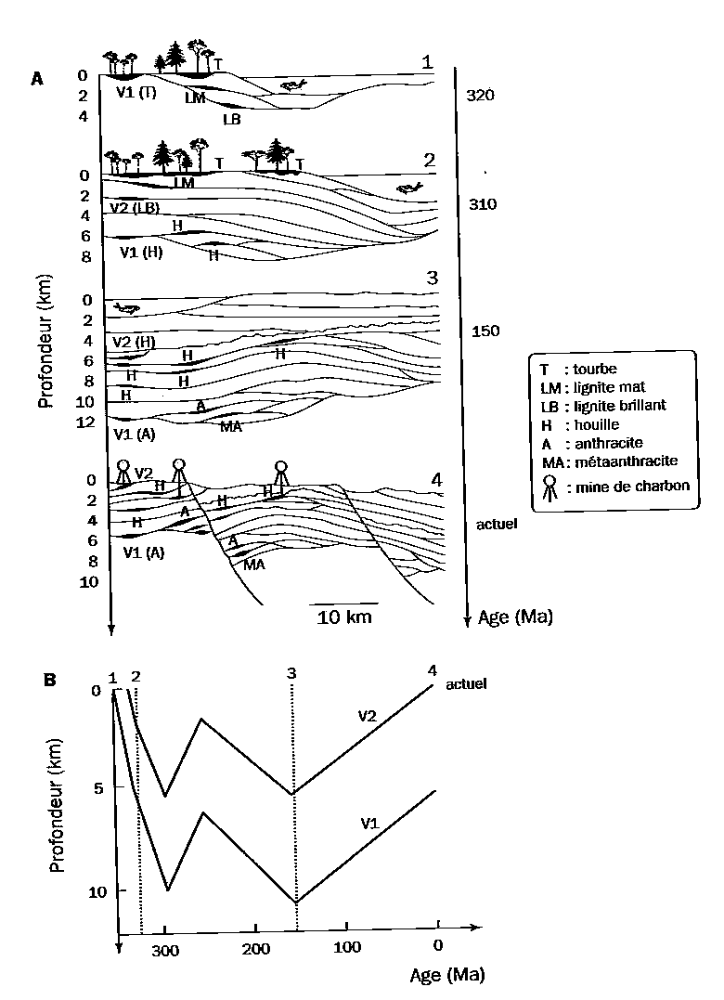 A
1
T
0
2
4
V1 (T)
LM
LB
320
2
T
T
0
2
4
6
8
LM
V2 (LB)
H
V1 (H)
H
310
3
0
2
4
6
8
10
12
V2 (H)
H
H
H
H
H
A
V1 (A)
MA
150
Profondeur (km)
T : tourbe
LM : lignite mat
LB : lignite brillant
H : houille
A : anthracite
MA : métaanthracite
: mine de charbon
4
0
2
4
6
8
10
V2
H
H
H
H
A
A
V1 (A)
MA
actuel
10 km
Age (Ma)
B
1 2 3 4
actuel
0
5
10
V2
V1
Profondeur (km)
300 200 100 0
Age (Ma)